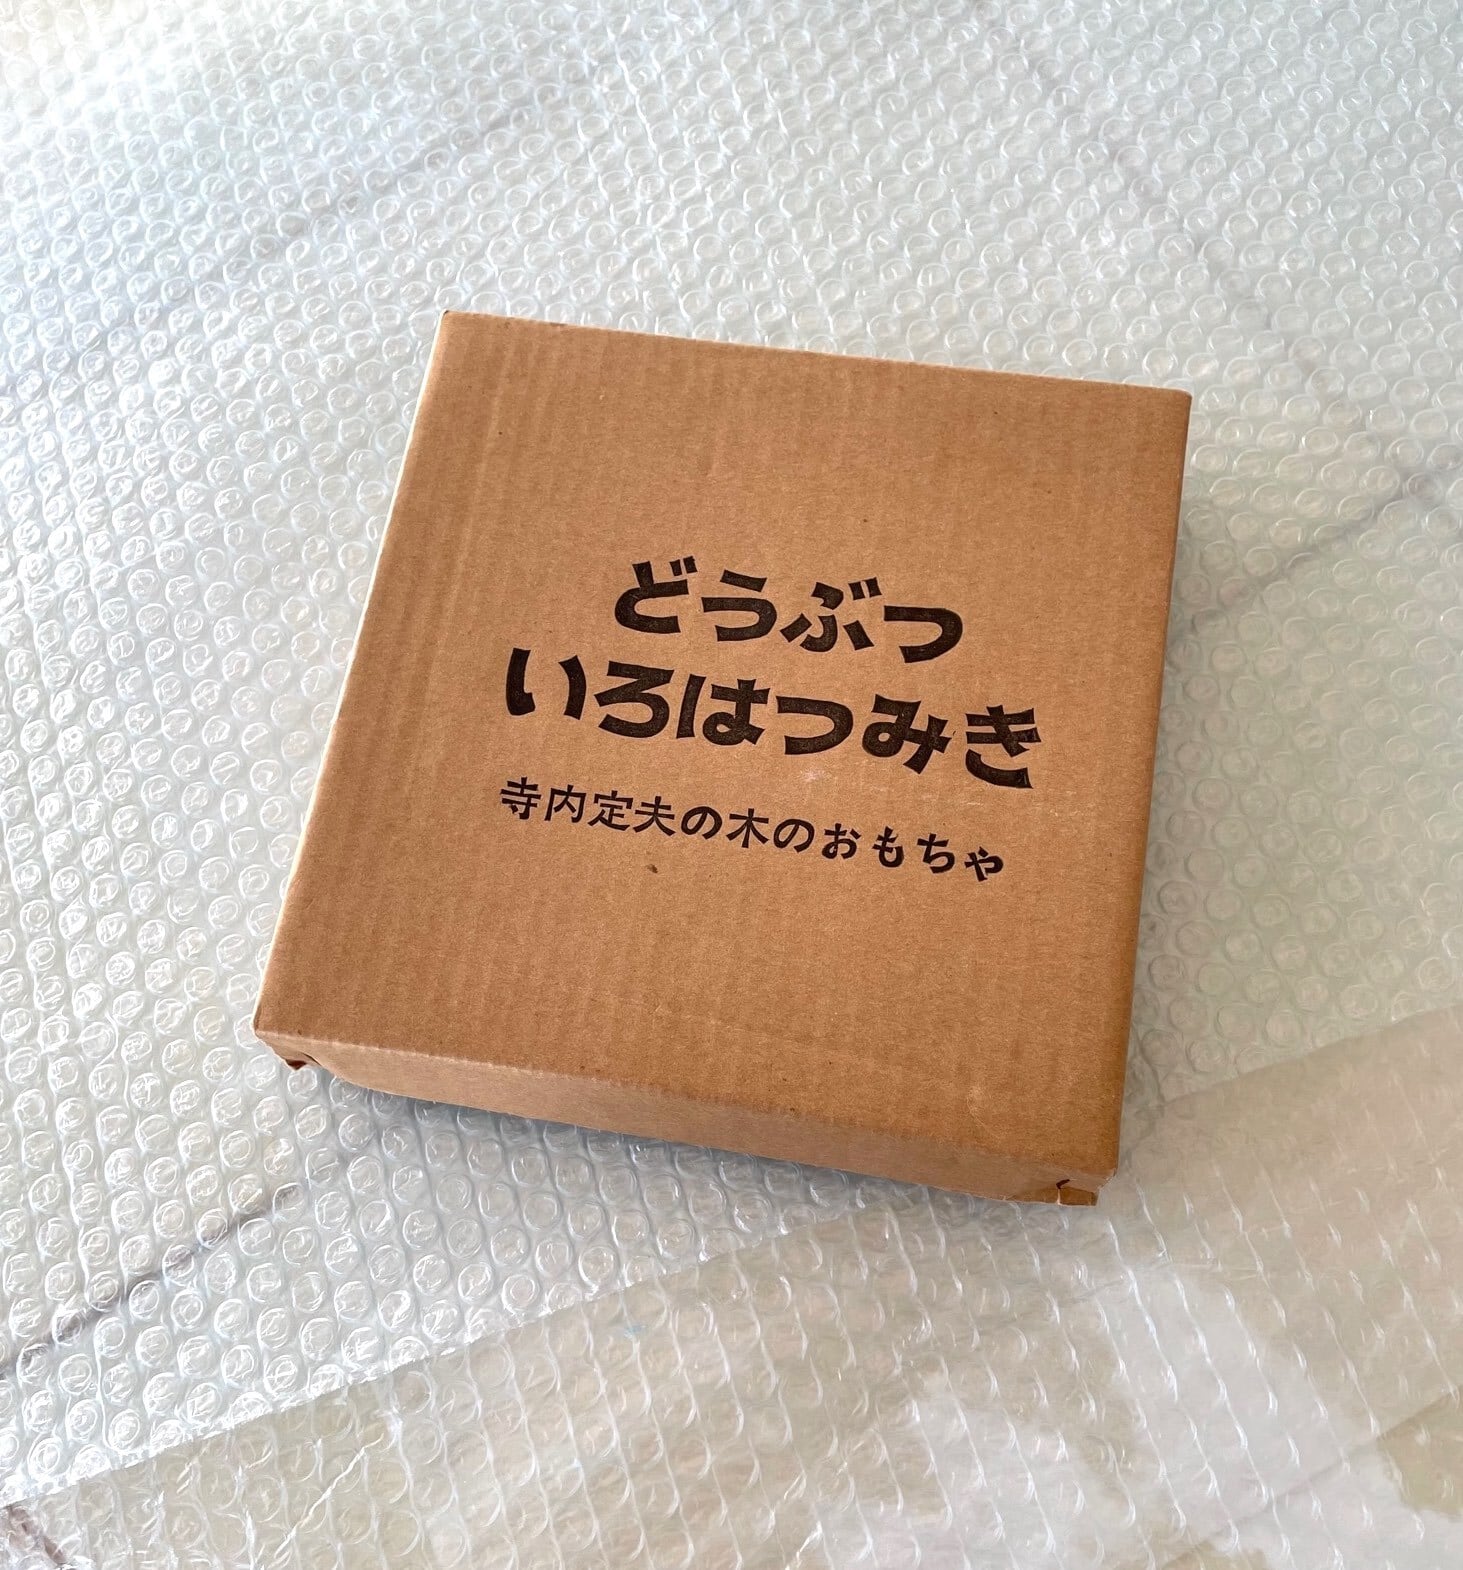 どうぶつ
いろはつみき
寺内定夫の木のおもちゃ